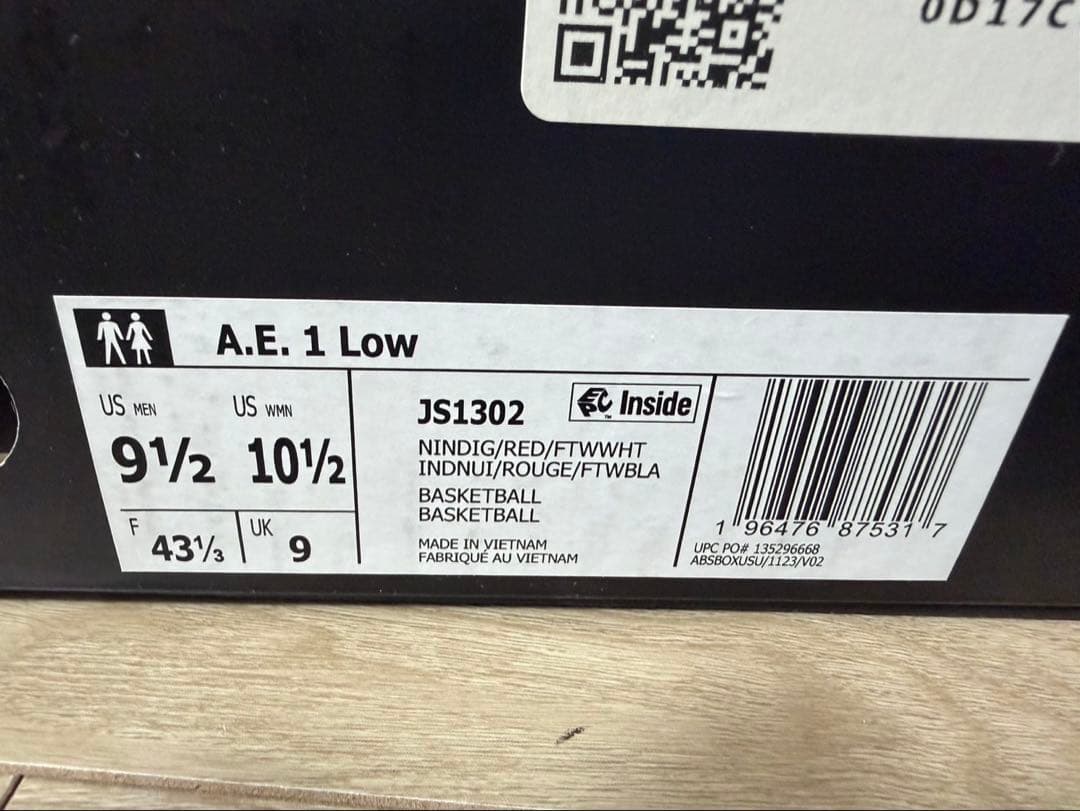 0D17C
A.E. 1 Low
US MEN US WMN
9½ 10½
F 43⅓ UK 9
JS1302 EPC Inside
NINDIG/RED/FTWWHT
INDNUI/ROUGE/FTWBLA
BASKETBALL
BASKETBALL
MADE IN VIETNAM
FABRIQUÉ AU VIETNAM
1 96476 87531 7
UPC PO# 135296668
ABSBOXUSU/1123/V02